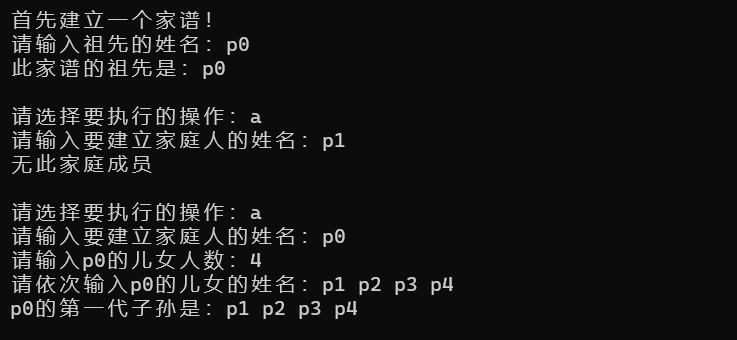 首先建立一个家谱!
请输入祖先的姓名: p0
此家谱的祖先是: p0
请选择要执行的操作: a
请输入要建立家庭人的姓名: p1
无此家庭成员
请选择要执行的操作: a
请输入要建立家庭人的姓名: p0
请输入p0的儿女人数: 4
请依次输入p0的儿女的姓名: p1 p2 p3 p4
p0的第一代子孙是: p1 p2 p3 p4